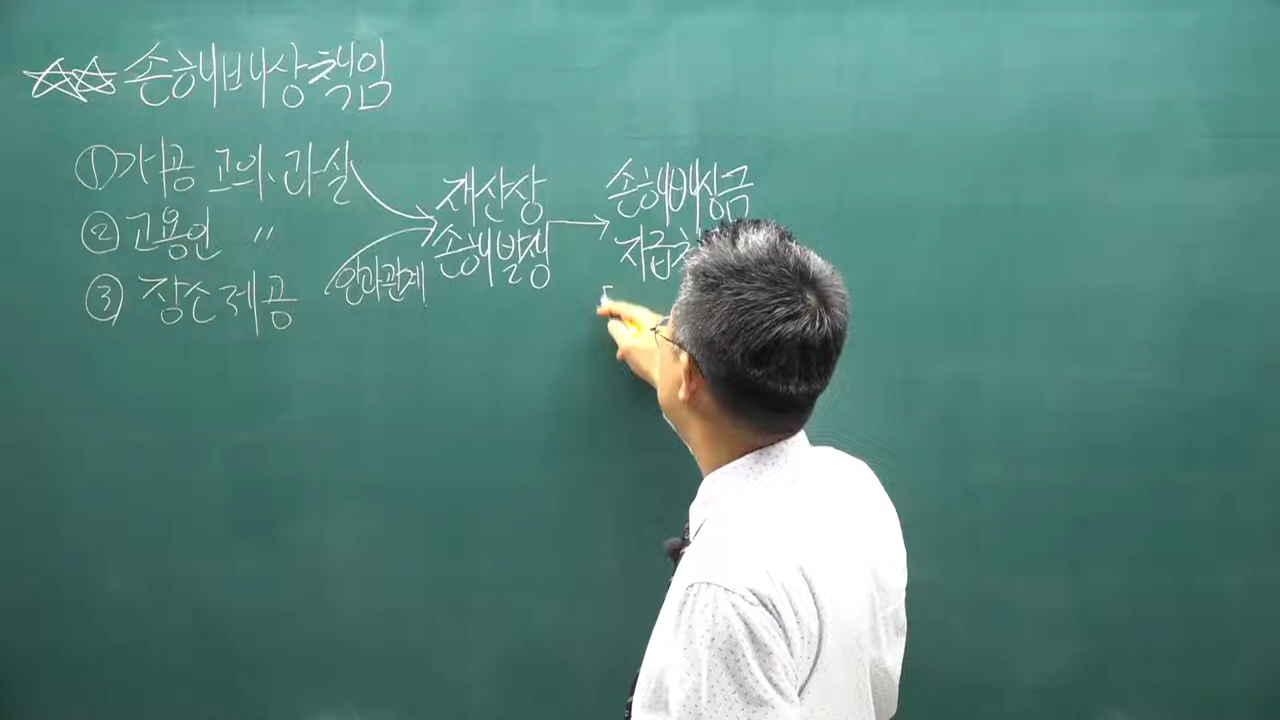 ☆☆ 손해배상책임
① 개공 고의·과실
② 고용인 〃
③ 장소제공
인과관계
재산상
손해발생
손해배상금
지급